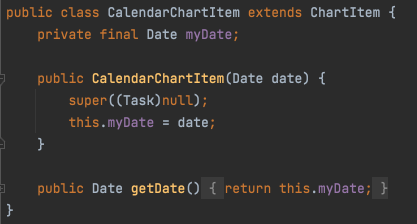 public class CalendarChartItem extends ChartItem {
private final Date myDate;
public CalendarChartItem(Date date) {
super((Task)null);
this.myDate = date;
}
public Date getDate() { return this.myDate; }
}